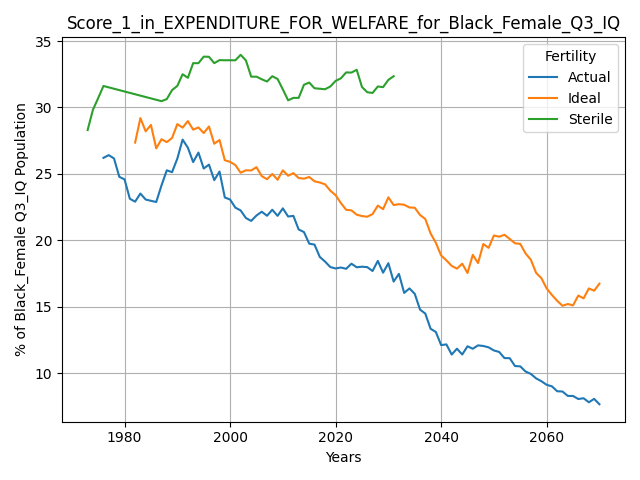 Score_1_in_EXPENDITURE_FOR_WELFARE_for_Black_Female_Q3_IQ
% of Black_Female Q3_IQ Population
35
30
25
20
15
10
Fertility
Actual
Ideal
Sterile
1980 2000 2020 2040 2060
Years